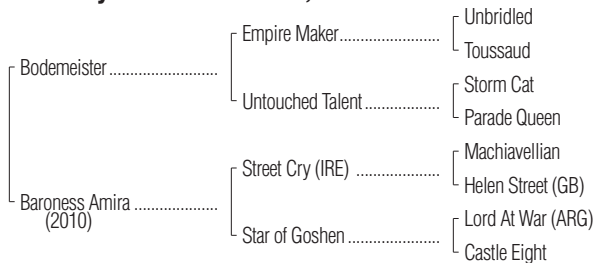 Unbridled
Empire Maker....................
Toussaud
Bodemeister......................
Storm Cat
Untouched Talent...............
Parade Queen
Machiavellian
Street Cry (IRE) .................
Helen Street (GB)
Baroness Amira .................
(2010)
Lord At War (ARG)
Star of Goshen...................
Castle Eight